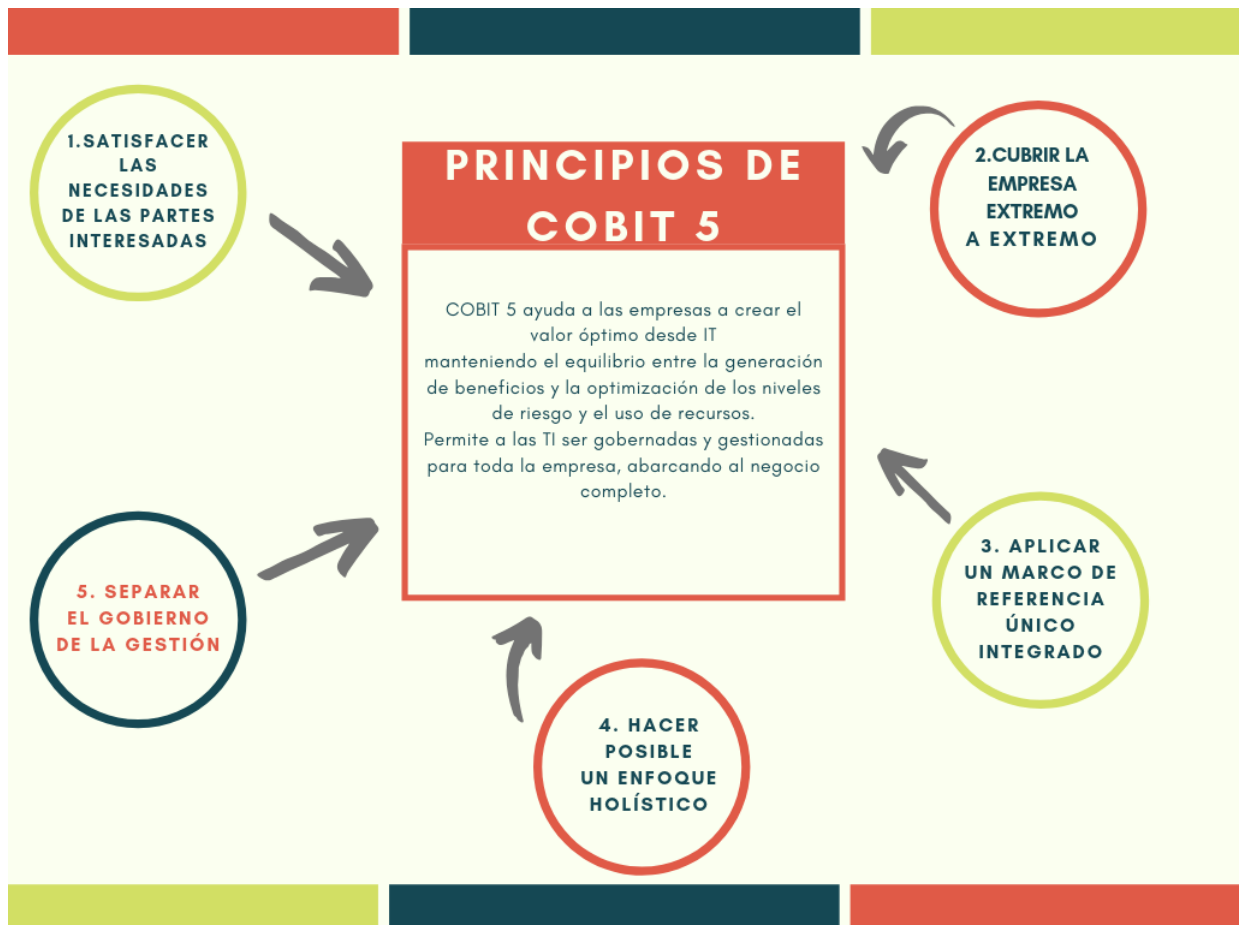 PRINCIPIOS DE
COBIT 5
COBIT 5 ayuda a las empresas a crear el
valor óptimo desde IT
manteniendo el equilibrio entre la generación
de beneficios y la optimización de los niveles
de riesgo y el uso de recursos.
Permite a las TI ser gobernadas y gestionadas
para toda la empresa, abarcando al negocio
completo.
1.SATISFACER
LAS
NECESIDADES
DE LAS PARTES
INTERESADAS
2.CUBRIR LA
EMPRESA
EXTREMO
A EXTREMO
3. APLICAR
UN MARCO DE
REFERENCIA
ÚNICO
INTEGRADO
4. HACER
POSIBLE
UN ENFOQUE
HOLÍSTICO
5. SEPARAR
EL GOBIERNO
DE LA GESTIÓN